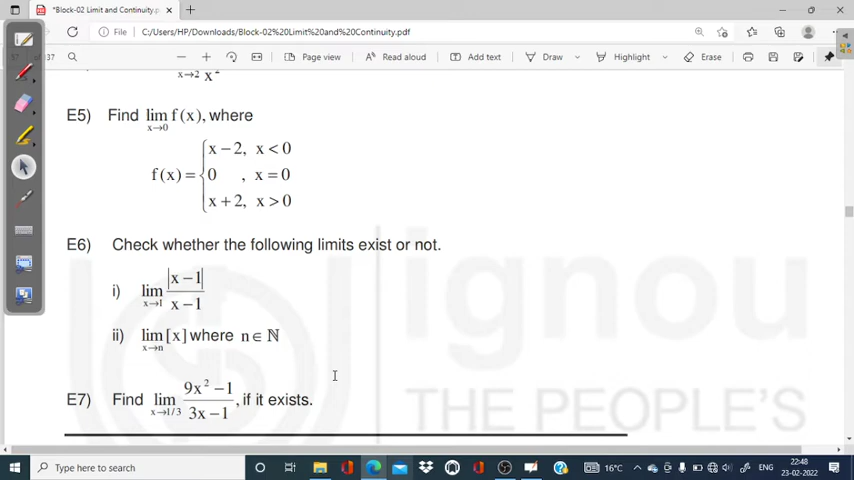 *Block-02 Limit and Continuity.pdf
File
C:/Users/HP/Downloads/Block-02%20Limit%20and%20Continuity.pdf
137
Page view
Read aloud
Add text
Draw
Highlight
Erase
x→2 x²
E5) Find lim x→0 f(x), where
f(x) = { x − 2, x < 0
0 , x = 0
x + 2, x > 0
E6) Check whether the following limits exist or not.
i) lim x→1 |x − 1| / x − 1
ii) lim x→n [x] where n ∈ ℕ
E7) Find lim x→1/3 9x² − 1 / 3x − 1, if it exists.
ignou
THE PEOPLE'S
Type here to search
16°C
ENG
22:48
23-02-2022